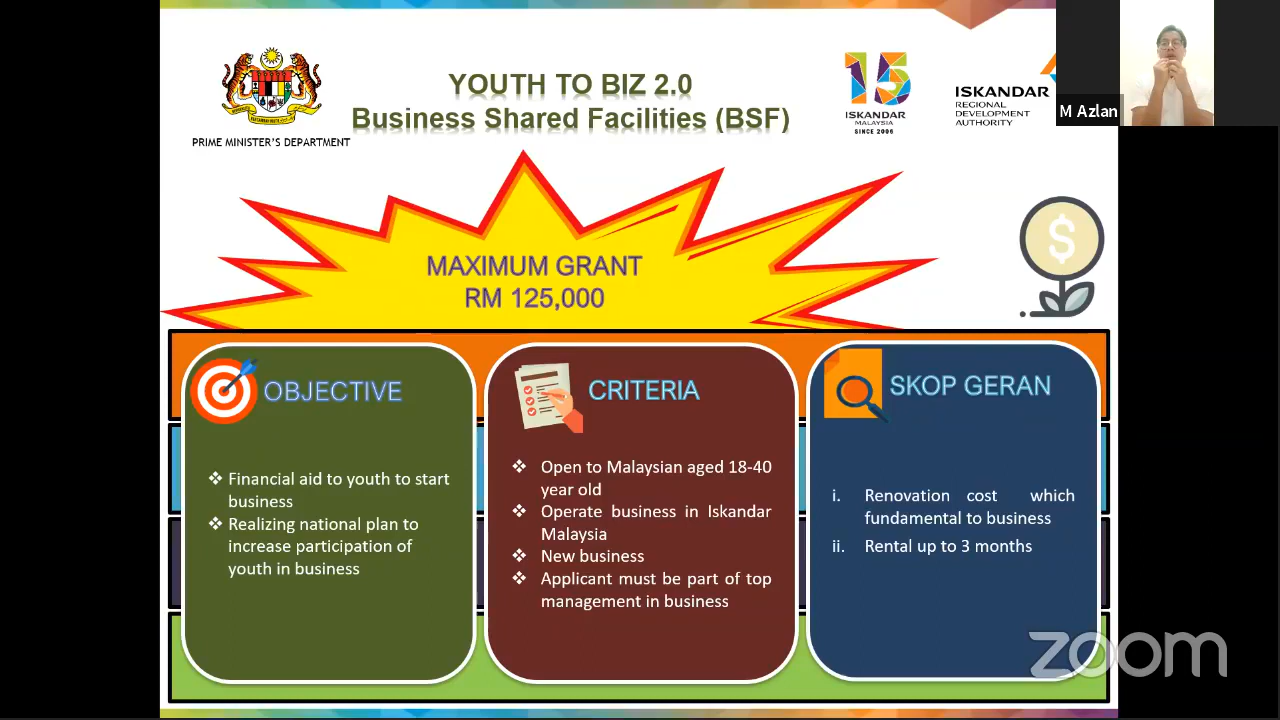 YOUTH TO BIZ 2.0
Business Shared Facilities (BSF)
PRIME MINISTER'S DEPARTMENT
15
ISKANDAR
MALAYSIA
SINCE 2006
ISKANDAR
REGIONAL
DEVELOPMENT
AUTHORITY
M Azlan
MAXIMUM GRANT
RM 125,000
$
OBJECTIVE
❖ Financial aid to youth to start
business
❖ Realizing national plan to
increase participation of
youth in business
CRITERIA
❖ Open to Malaysian aged 18-40
year old
❖ Operate business in Iskandar
Malaysia
❖ New business
❖ Applicant must be part of top
management in business
SKOP GERAN
i. Renovation cost which
fundamental to business
ii. Rental up to 3 months
zoom